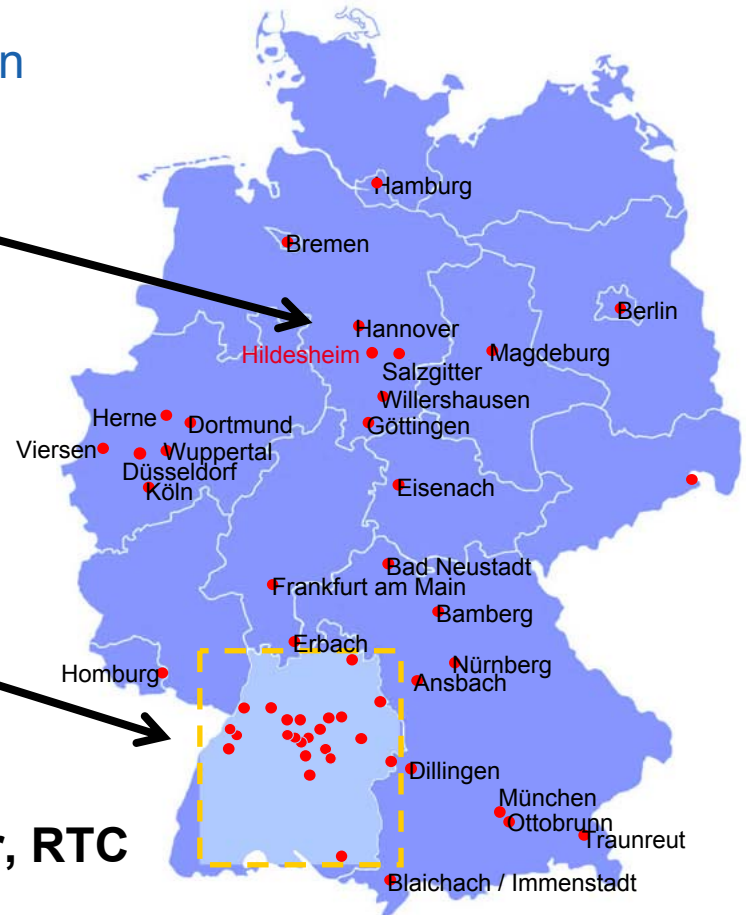 n
Hamburg
Bremen
Berlin
Hannover
Hildesheim
Magdeburg
Salzgitter
Willershausen
Herne
Dortmund
Göttingen
Viersen
Wuppertal
Düsseldorf
Köln
Eisenach
Bad Neustadt
Frankfurt am Main
Bamberg
Erbach
Nürnberg
Homburg
Ansbach
Dillingen
München
Ottobrunn
Traunreut
r, RTC
Blaichach / Immenstadt